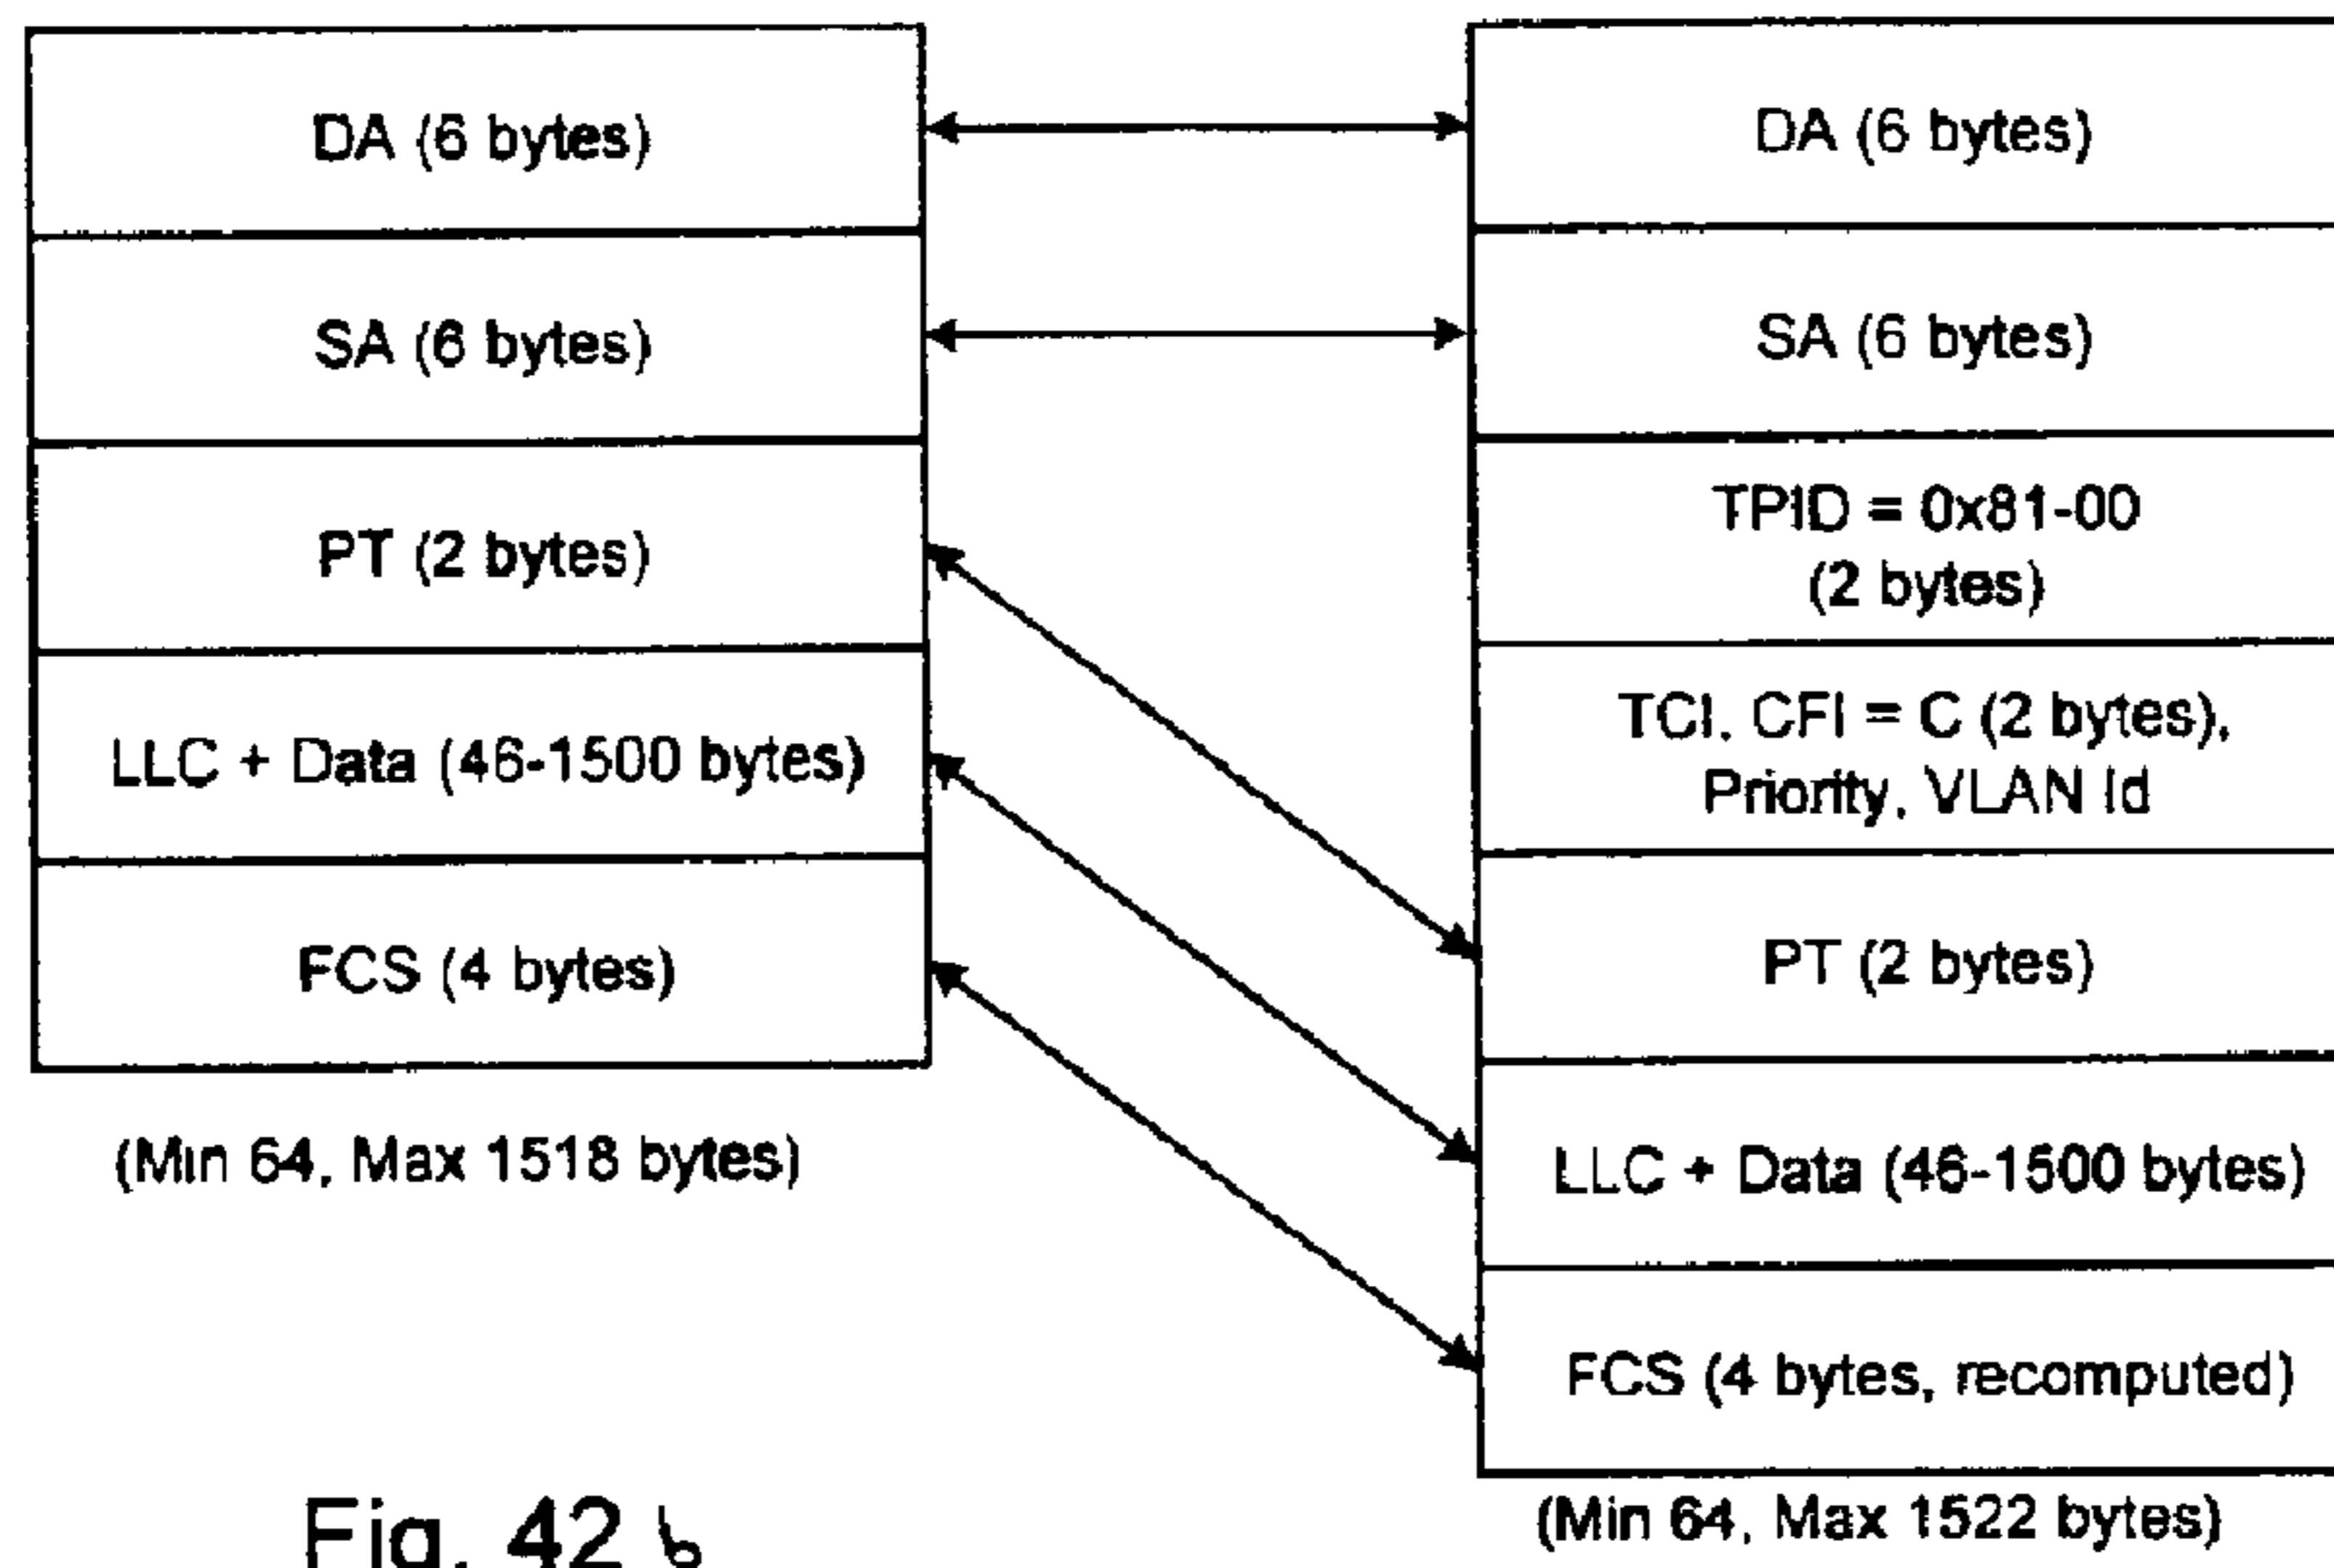 DA (6 bytes)
SA (6 bytes)
PT (2 bytes)
LLC + Data (46-1500 bytes)
FCS (4 bytes)
(Min 64, Max 1518 bytes)
DA (6 bytes)
SA (6 bytes)
TPID = 0x81-00
(2 bytes)
TCI, CFI = C (2 bytes),
Priority, VLAN Id
PT (2 bytes)
LLC + Data (46-1500 bytes)
FCS (4 bytes, recomputed)
(Min 64, Max 1522 bytes)
Fig. 42 b